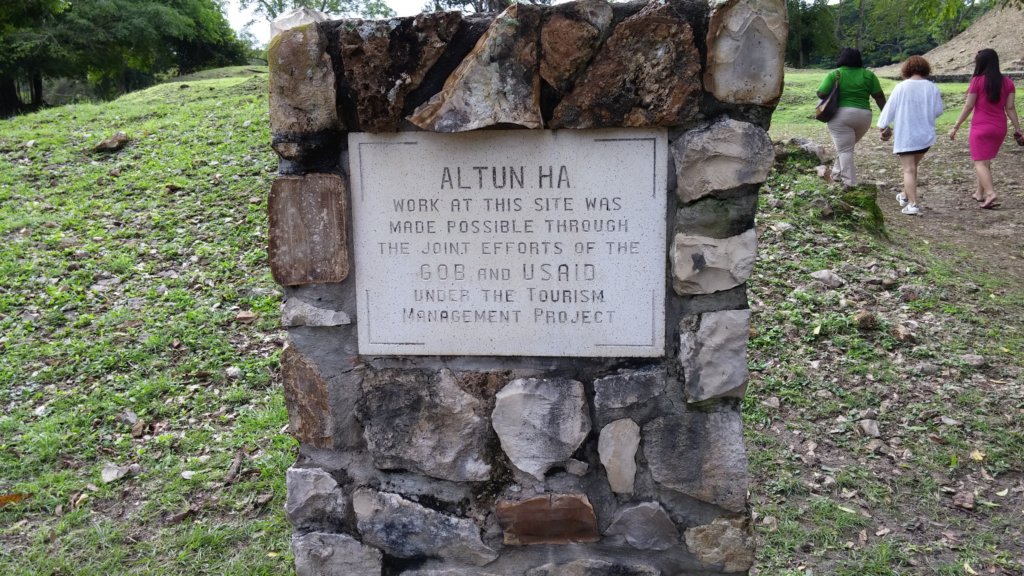 ALTUN HA
WORK AT THIS SITE WAS
MADE POSSIBLE THROUGH
THE JOINT EFFORTS OF THE
GOB AND USAID
UNDER THE TOURISM
MANAGEMENT PROJECT